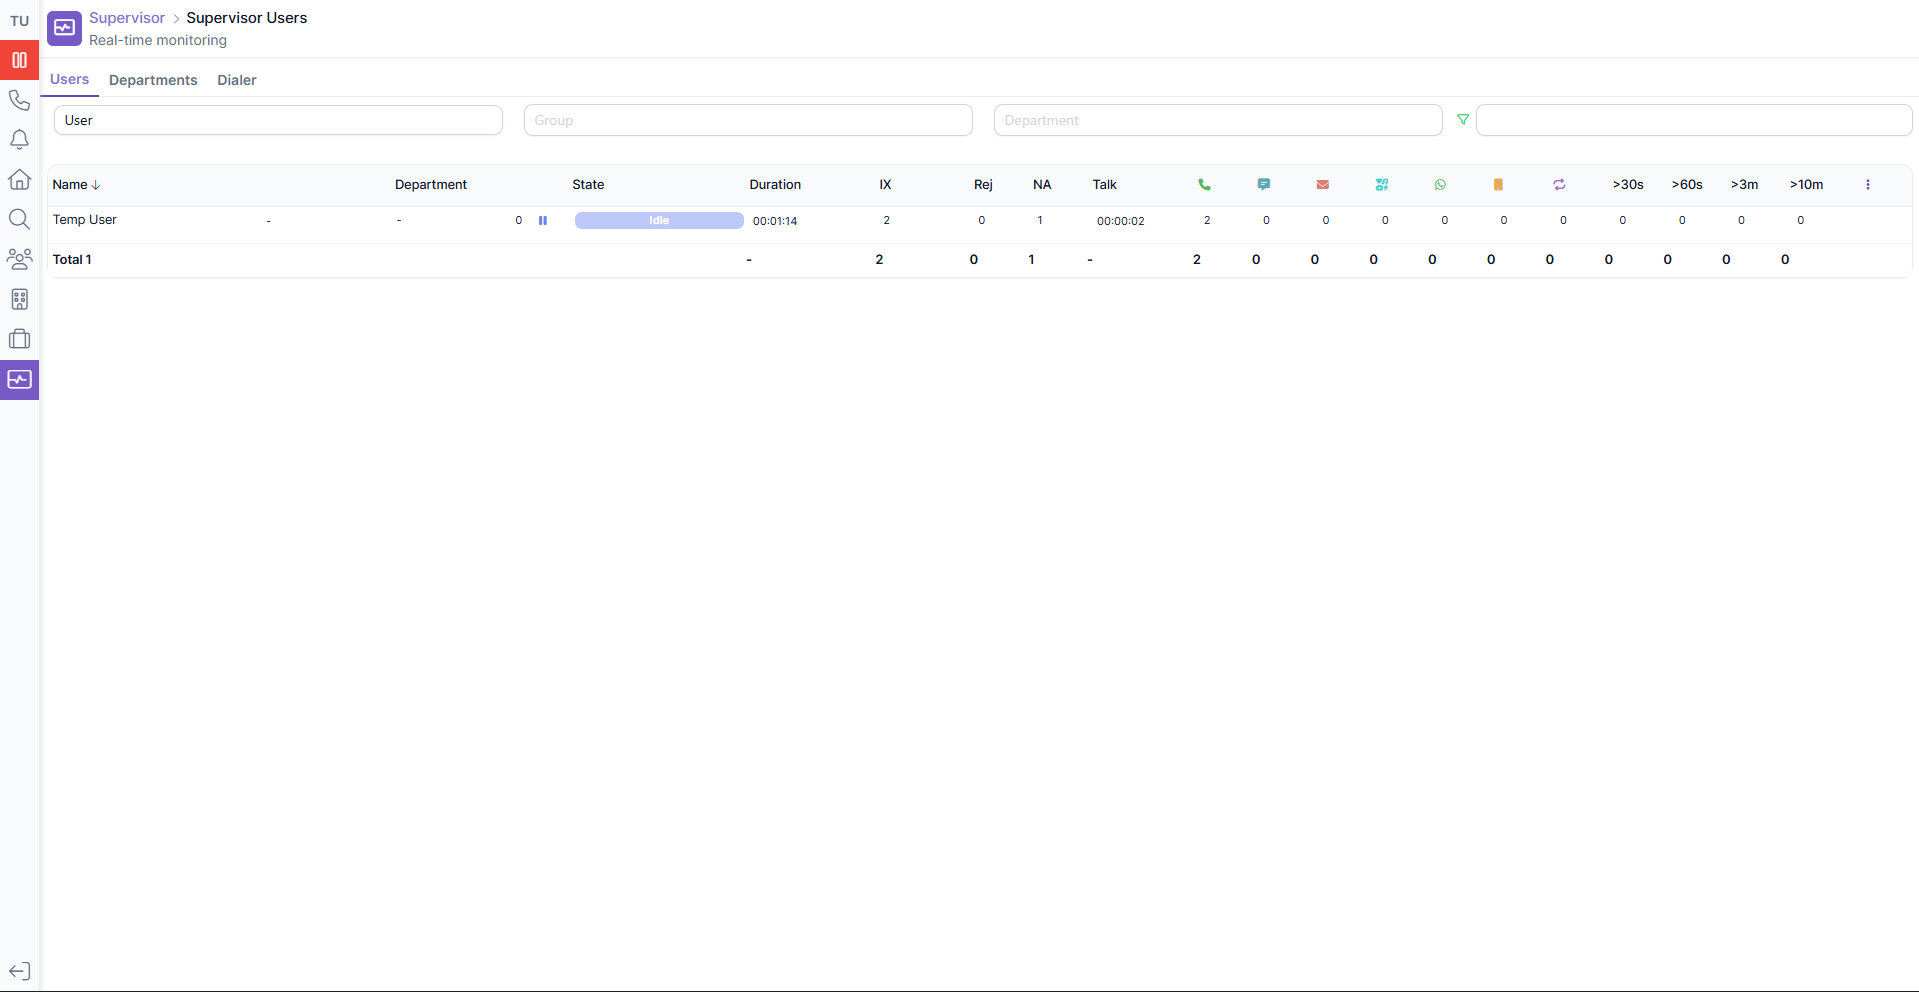 TU
Supervisor > Supervisor Users
Real-time monitoring
Users Departments Dialer
User Group Department
Name ↓ Department State Duration IX Rej NA Talk >30s >60s >3m >10m
Temp User - - 0 Idle 00:01:14 2 0 1 00:00:02 2 0 0 0 0 0 0 0 0 0 0
Total 1 - 2 0 1 - 2 0 0 0 0 0 0 0 0 0 0